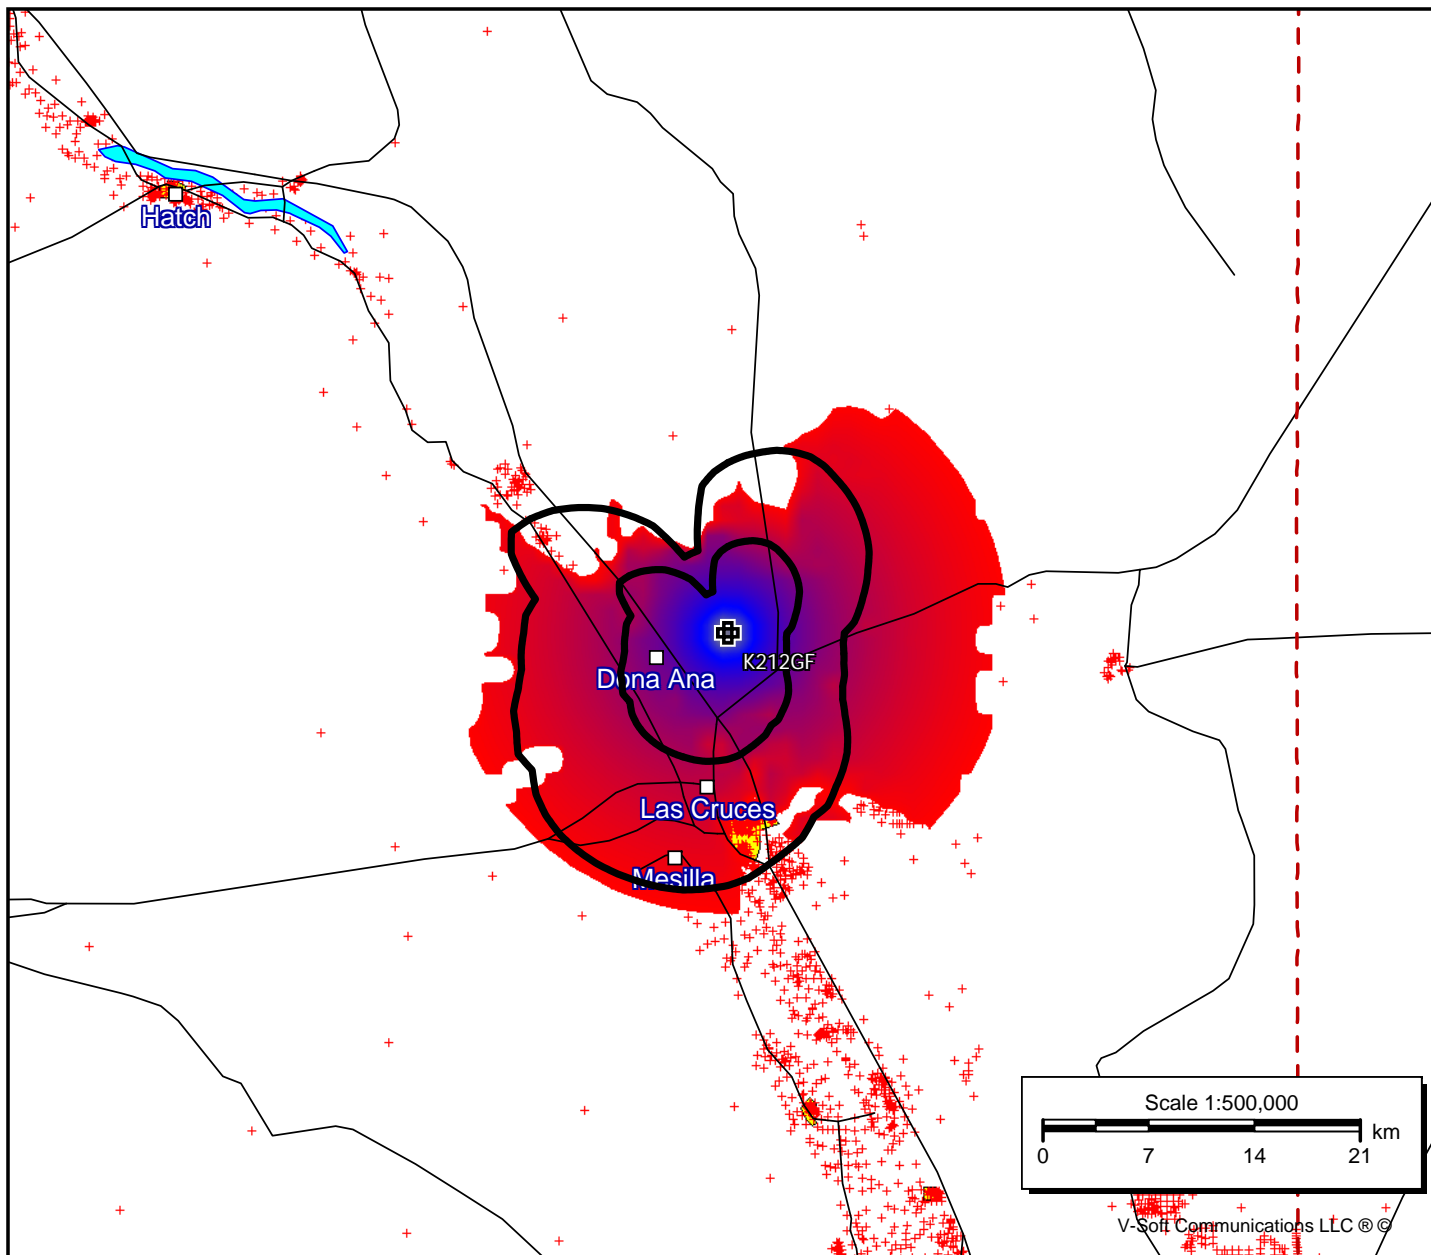 Hatch
K212GF
Dona Ana
Las Cruces
Mesilla
Scale 1:500,000
km
0 7 14 21
V-Soft Communications LLC ® ©